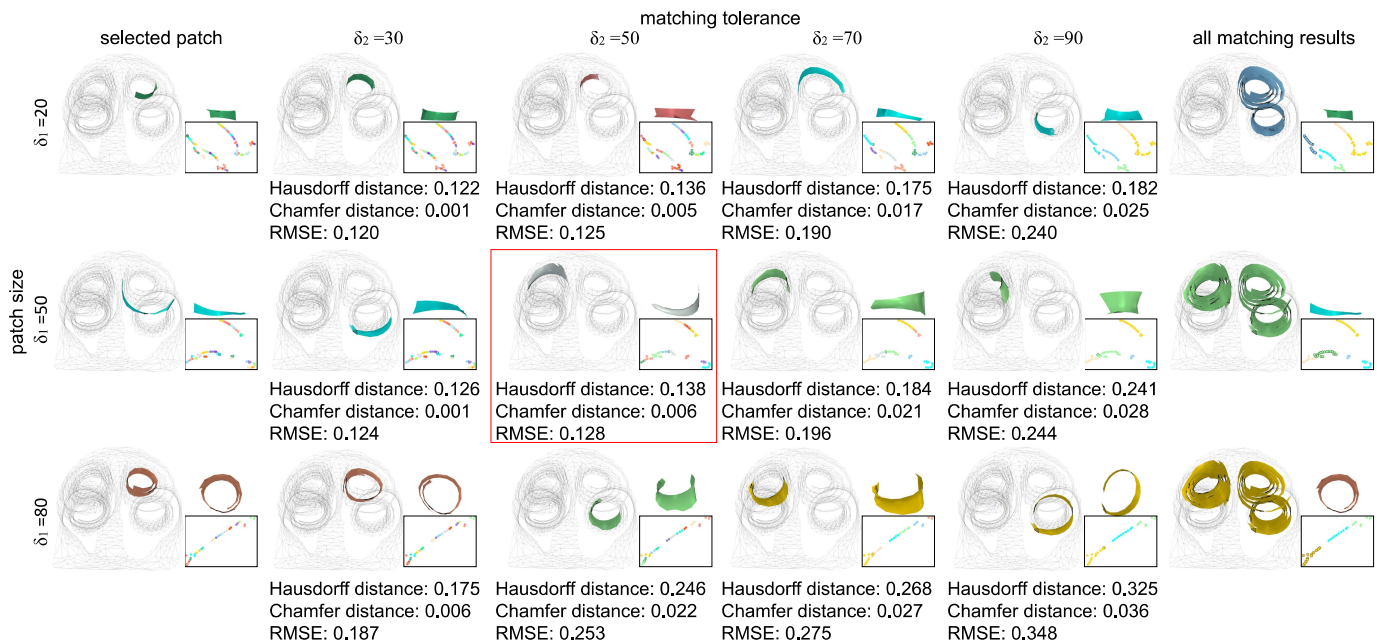 matching tolerance
selected patch
δ₂ =30
δ₂ =50
δ₂ =70
δ₂ =90
all matching results
patch size
δ₁ =20
Hausdorff distance: 0.122
Chamfer distance: 0.001
RMSE: 0.120
Hausdorff distance: 0.136
Chamfer distance: 0.005
RMSE: 0.125
Hausdorff distance: 0.175
Chamfer distance: 0.017
RMSE: 0.190
Hausdorff distance: 0.182
Chamfer distance: 0.025
RMSE: 0.240
δ₁ =50
Hausdorff distance: 0.126
Chamfer distance: 0.001
RMSE: 0.124
Hausdorff distance: 0.138
Chamfer distance: 0.006
RMSE: 0.128
Hausdorff distance: 0.184
Chamfer distance: 0.021
RMSE: 0.196
Hausdorff distance: 0.241
Chamfer distance: 0.028
RMSE: 0.244
δ₁ =80
Hausdorff distance: 0.175
Chamfer distance: 0.006
RMSE: 0.187
Hausdorff distance: 0.246
Chamfer distance: 0.022
RMSE: 0.253
Hausdorff distance: 0.268
Chamfer distance: 0.027
RMSE: 0.275
Hausdorff distance: 0.325
Chamfer distance: 0.036
RMSE: 0.348